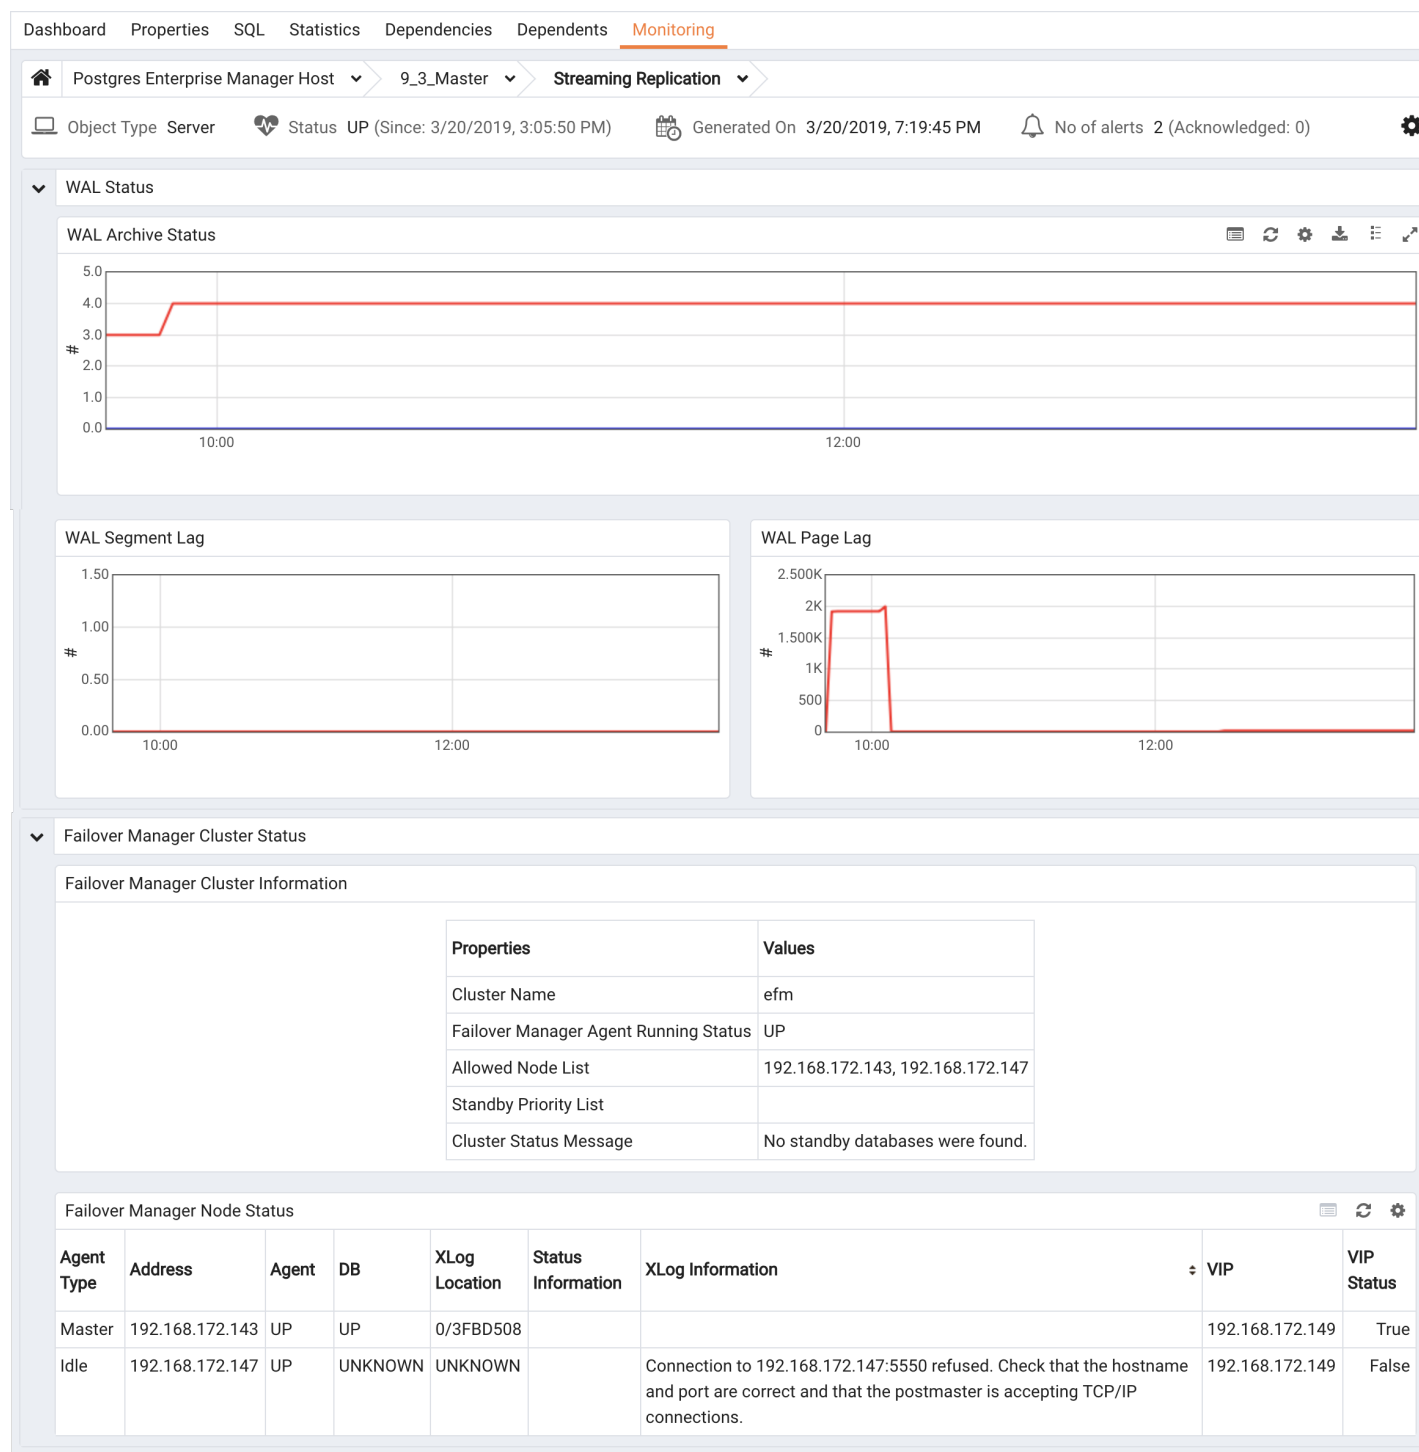 Dashboard Properties SQL Statistics Dependencies Dependents Monitoring
Postgres Enterprise Manager Host 9_3_Master Streaming Replication
Object Type Server Status UP (Since: 3/20/2019, 3:05:50 PM) Generated On 3/20/2019, 7:19:45 PM No of alerts 2 (Acknowledged: 0)
WAL Status
WAL Archive Status
5.0
4.0
3.0
#
2.0
1.0
0.0
10:00 12:00
WAL Segment Lag
1.50
1.00
#
0.50
0.00
10:00 12:00
WAL Page Lag
2.500K
2K
1.500K
#
1K
500
0
10:00 12:00
Failover Manager Cluster Status
Failover Manager Cluster Information
Properties Values
Cluster Name efm
Failover Manager Agent Running Status UP
Allowed Node List 192.168.172.143, 192.168.172.147
Standby Priority List
Cluster Status Message No standby databases were found.
Failover Manager Node Status
Agent Type Address Agent DB XLog Location Status Information XLog Information VIP VIP Status
Master 192.168.172.143 UP UP 0/3FBD508 192.168.172.149 True
Idle 192.168.172.147 UP UNKNOWN UNKNOWN Connection to 192.168.172.147:5550 refused. Check that the hostname 192.168.172.149 False
and port are correct and that the postmaster is accepting TCP/IP
connections.